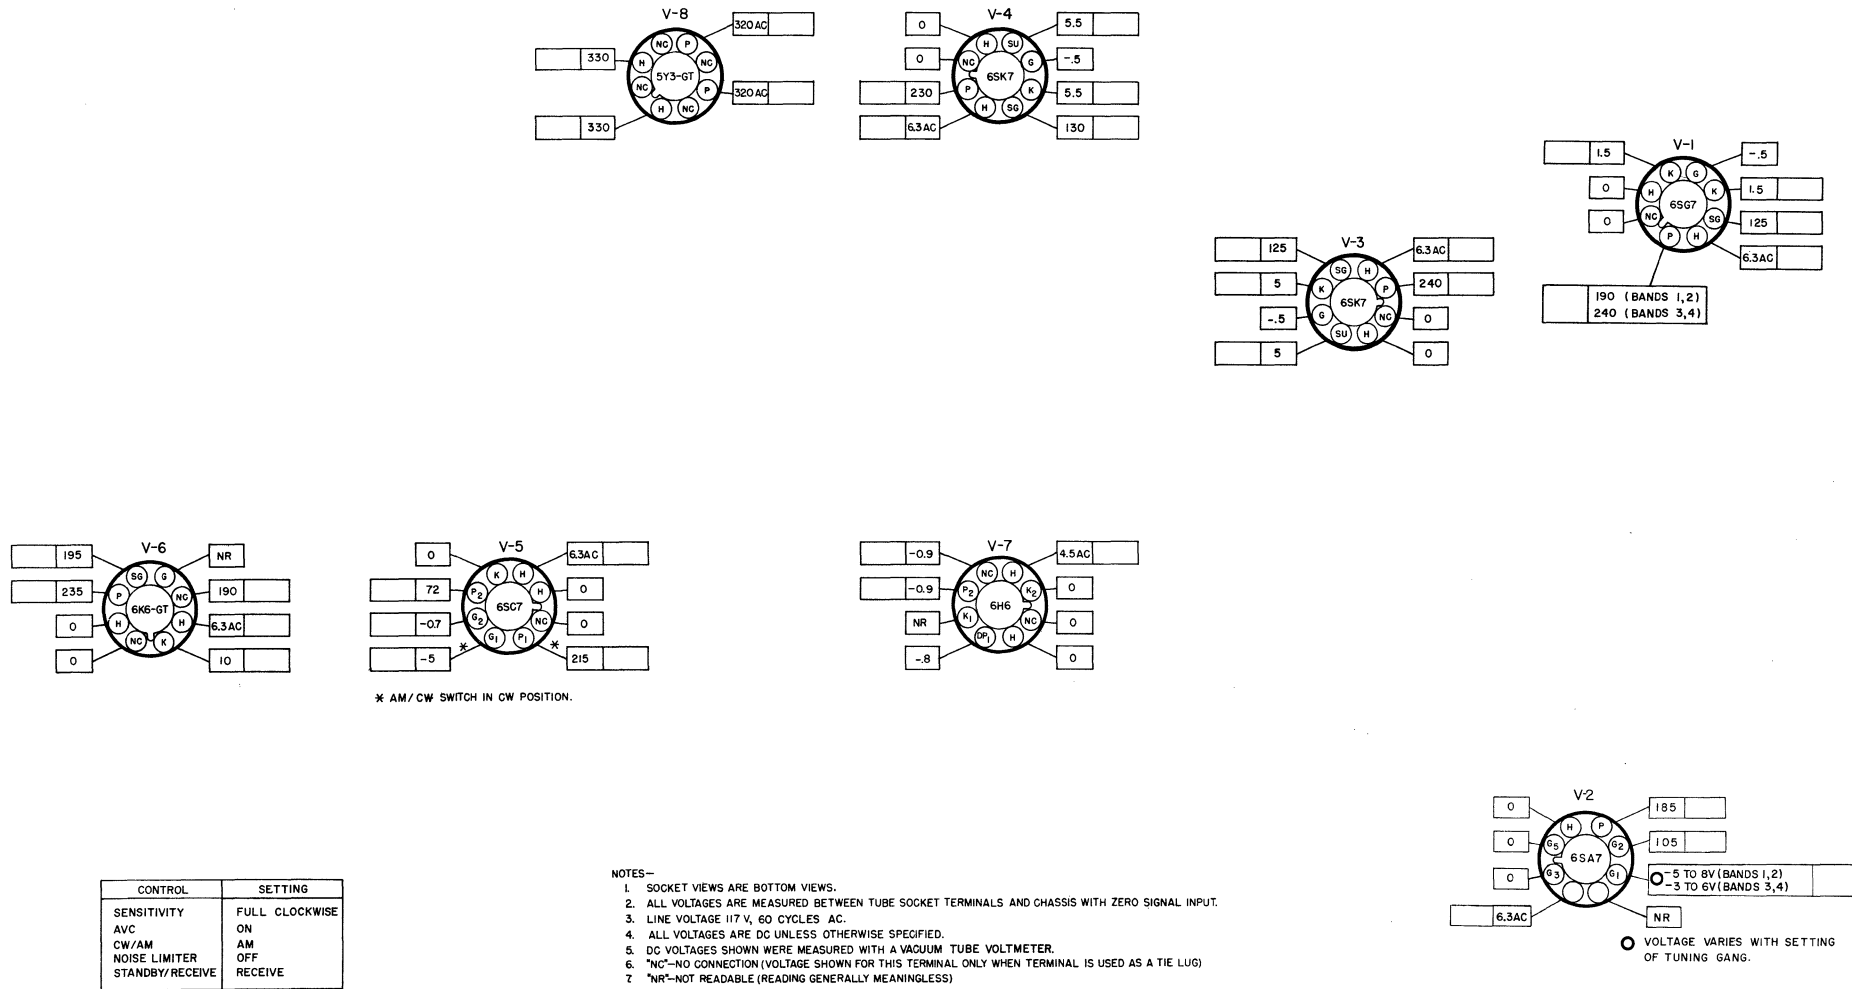 V-8
320 AC
NC P
330
H NC
5Y3-GT
NC P
320 AC
H NC
330
V-4
0
5.5
H SU
0
-.5
NC G
6SK7
230
5.5
P K
H SG
6.3AC
130
V-1
1.5
-.5
K G
0
1.5
H K
6SG7
0
125
NC SG
P H
6.3AC
190 (BANDS 1,2)
240 (BANDS 3,4)
V-3
125
6.3AC
SG H
5
240
K P
6SK7
-.5
0
G NC
SU H
5
0
V-6
195
NR
SG G
235
190
P NC
6K6-GT
0
6.3AC
H H
NC K
0
10
V-5
0
6.3AC
K H
72
0
P2 H
6SC7
-0.7
0
G2 NC
G1 P1
-5
*
*
215
* AM/CW SWITCH IN CW POSITION.
V-7
-0.9
4.5AC
NC H
-0.9
0
P2 K2
6H6
NR
0
K1 NC
DP1 H
-.8
0
V-2
0
185
H P
0
105
G5 G2
6SA7
0
G3 G1
-5 TO 8V (BANDS 1,2)
-3 TO 6V (BANDS 3,4)
6.3AC
NR
O VOLTAGE VARIES WITH SETTING
OF TUNING GANG.
CONTROL SETTING
SENSITIVITY FULL CLOCKWISE
AVC ON
CW/AM AM
NOISE LIMITER OFF
STANDBY/RECEIVE RECEIVE
NOTES—
1. SOCKET VIEWS ARE BOTTOM VIEWS.
2. ALL VOLTAGES ARE MEASURED BETWEEN TUBE SOCKET TERMINALS AND CHASSIS WITH ZERO SIGNAL INPUT.
3. LINE VOLTAGE 117 V, 60 CYCLES AC.
4. ALL VOLTAGES ARE DC UNLESS OTHERWISE SPECIFIED.
5. DC VOLTAGES SHOWN WERE MEASURED WITH A VACUUM TUBE VOLTMETER.
6. "NC"—NO CONNECTION (VOLTAGE SHOWN FOR THIS TERMINAL ONLY WHEN TERMINAL IS USED AS A TIE LUG)
7. "NR"—NOT READABLE (READING GENERALLY MEANINGLESS)